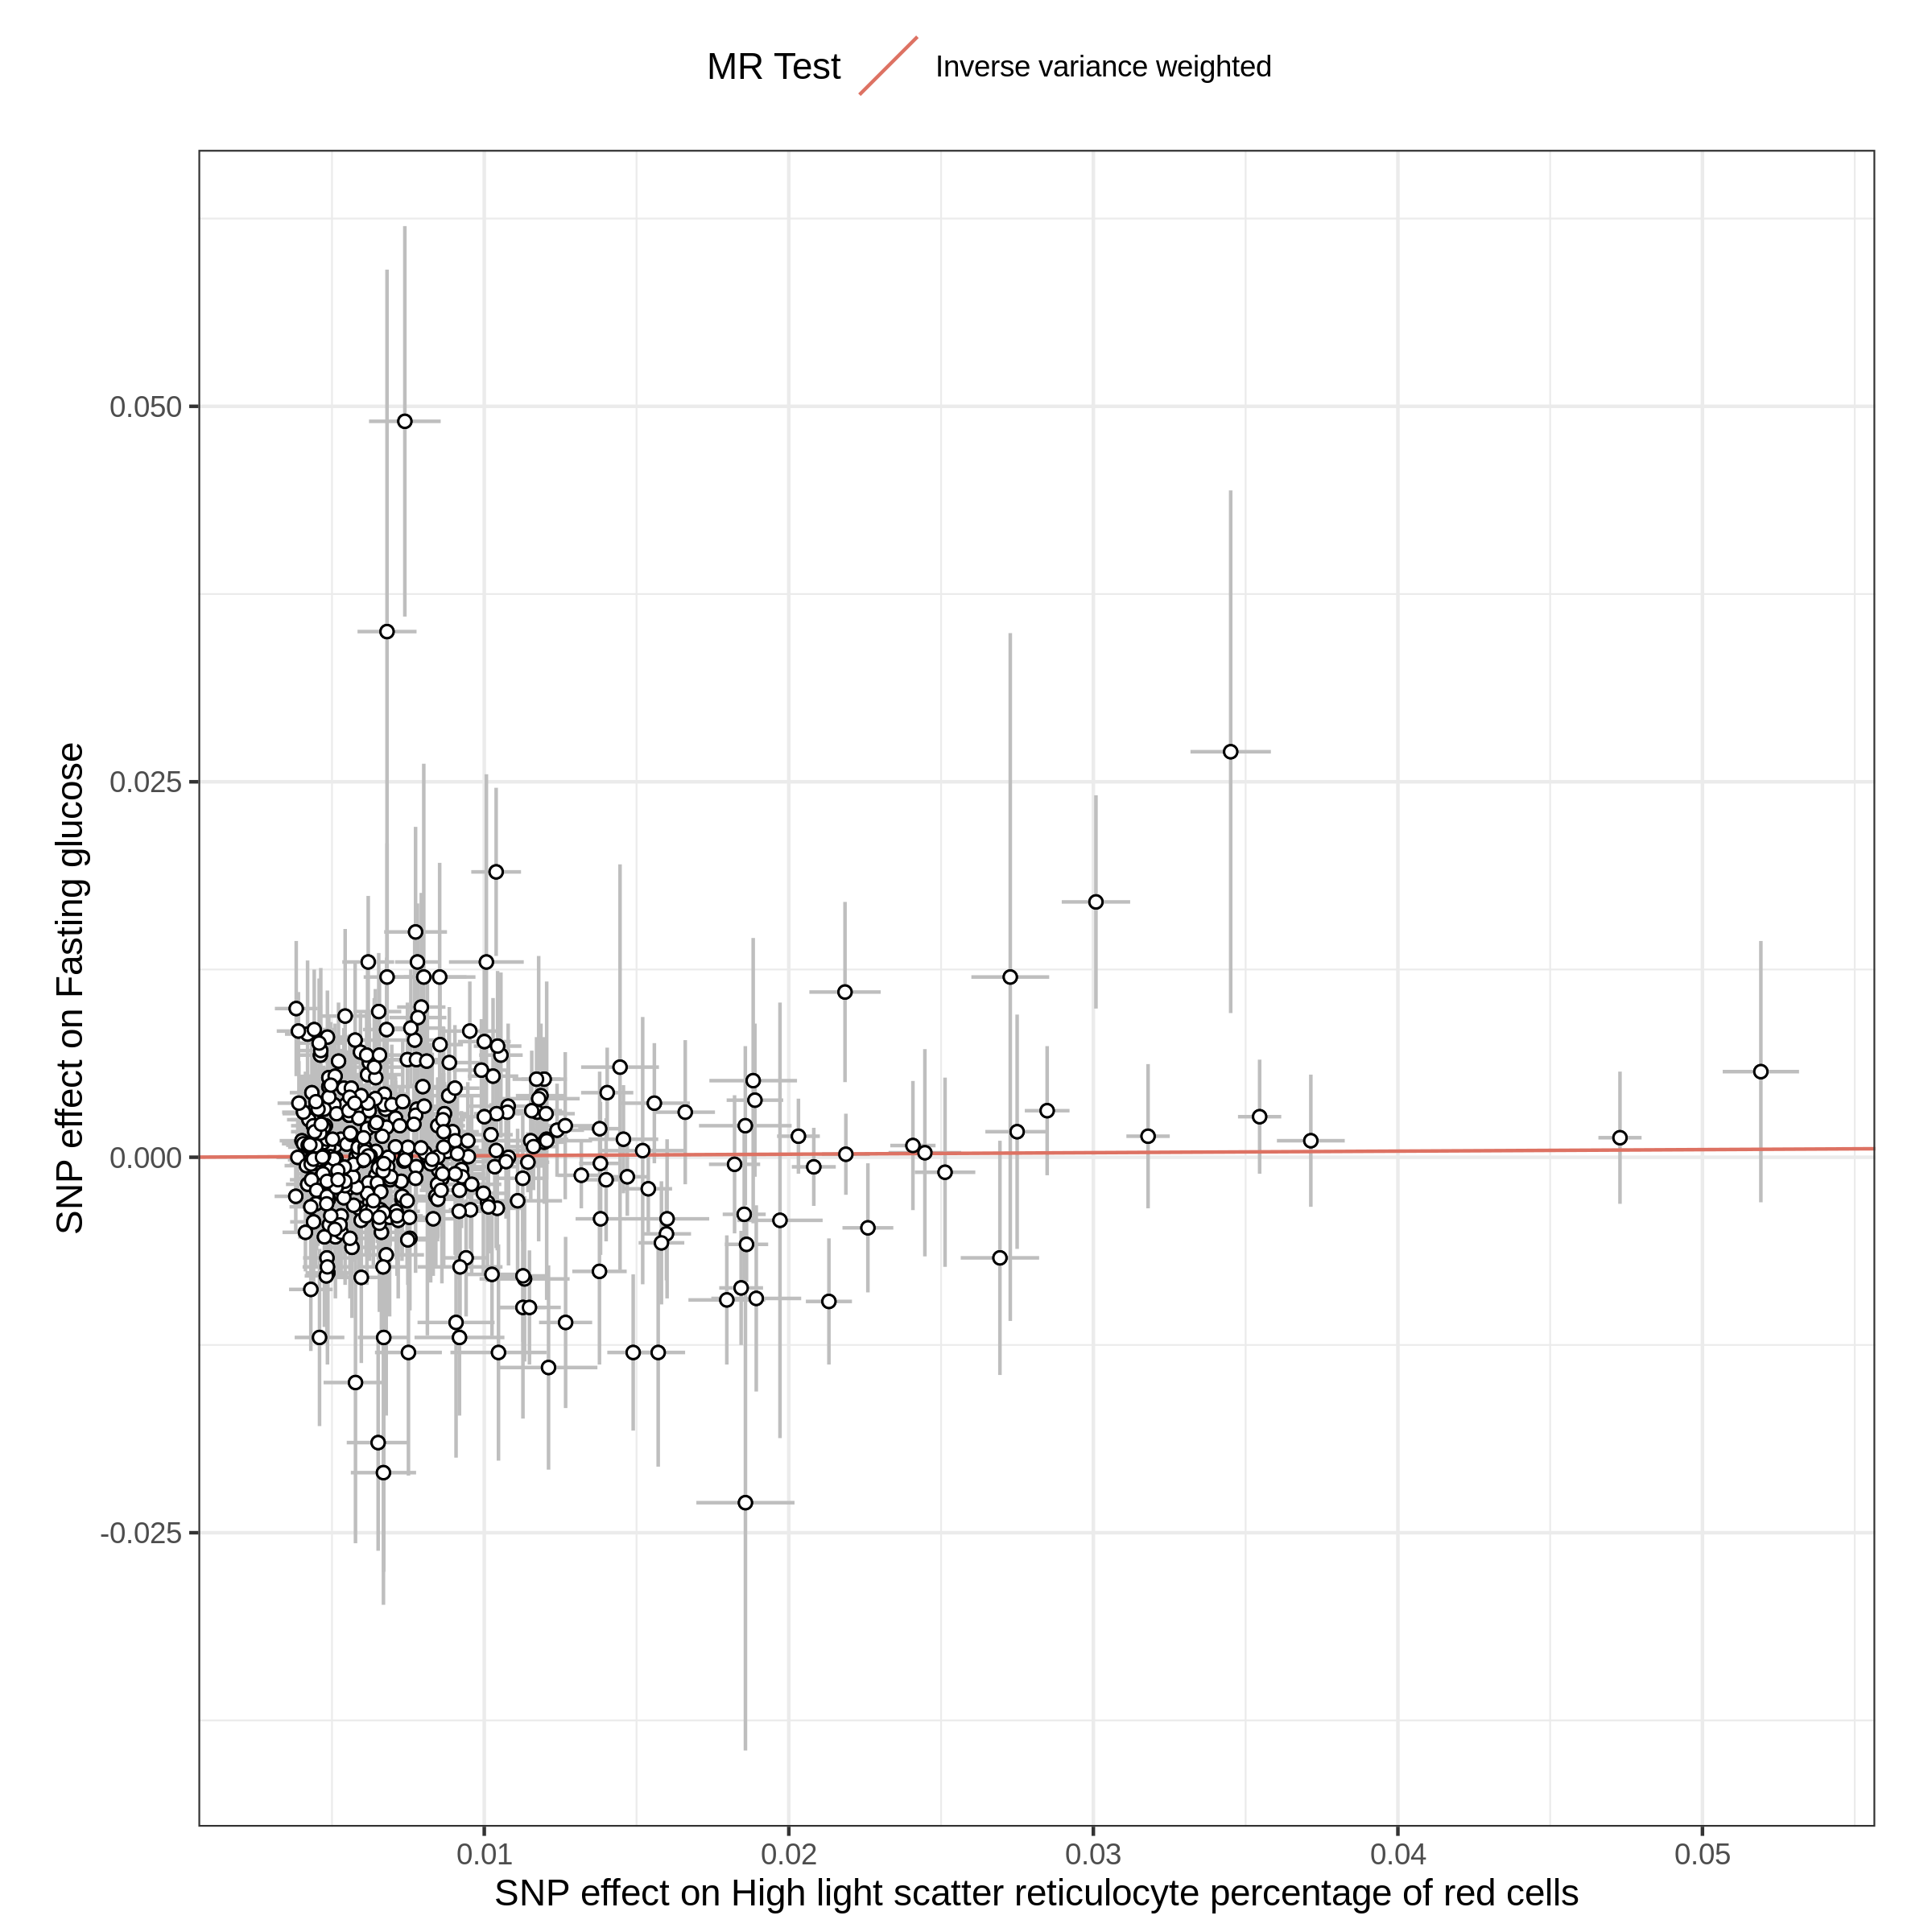 MR Test
Inverse variance weighted
SNP effect on Fasting glucose
0.050
0.025
0.000
-0.025
0.01
0.02
0.03
0.04
0.05
SNP effect on High light scatter reticulocyte percentage of red cells